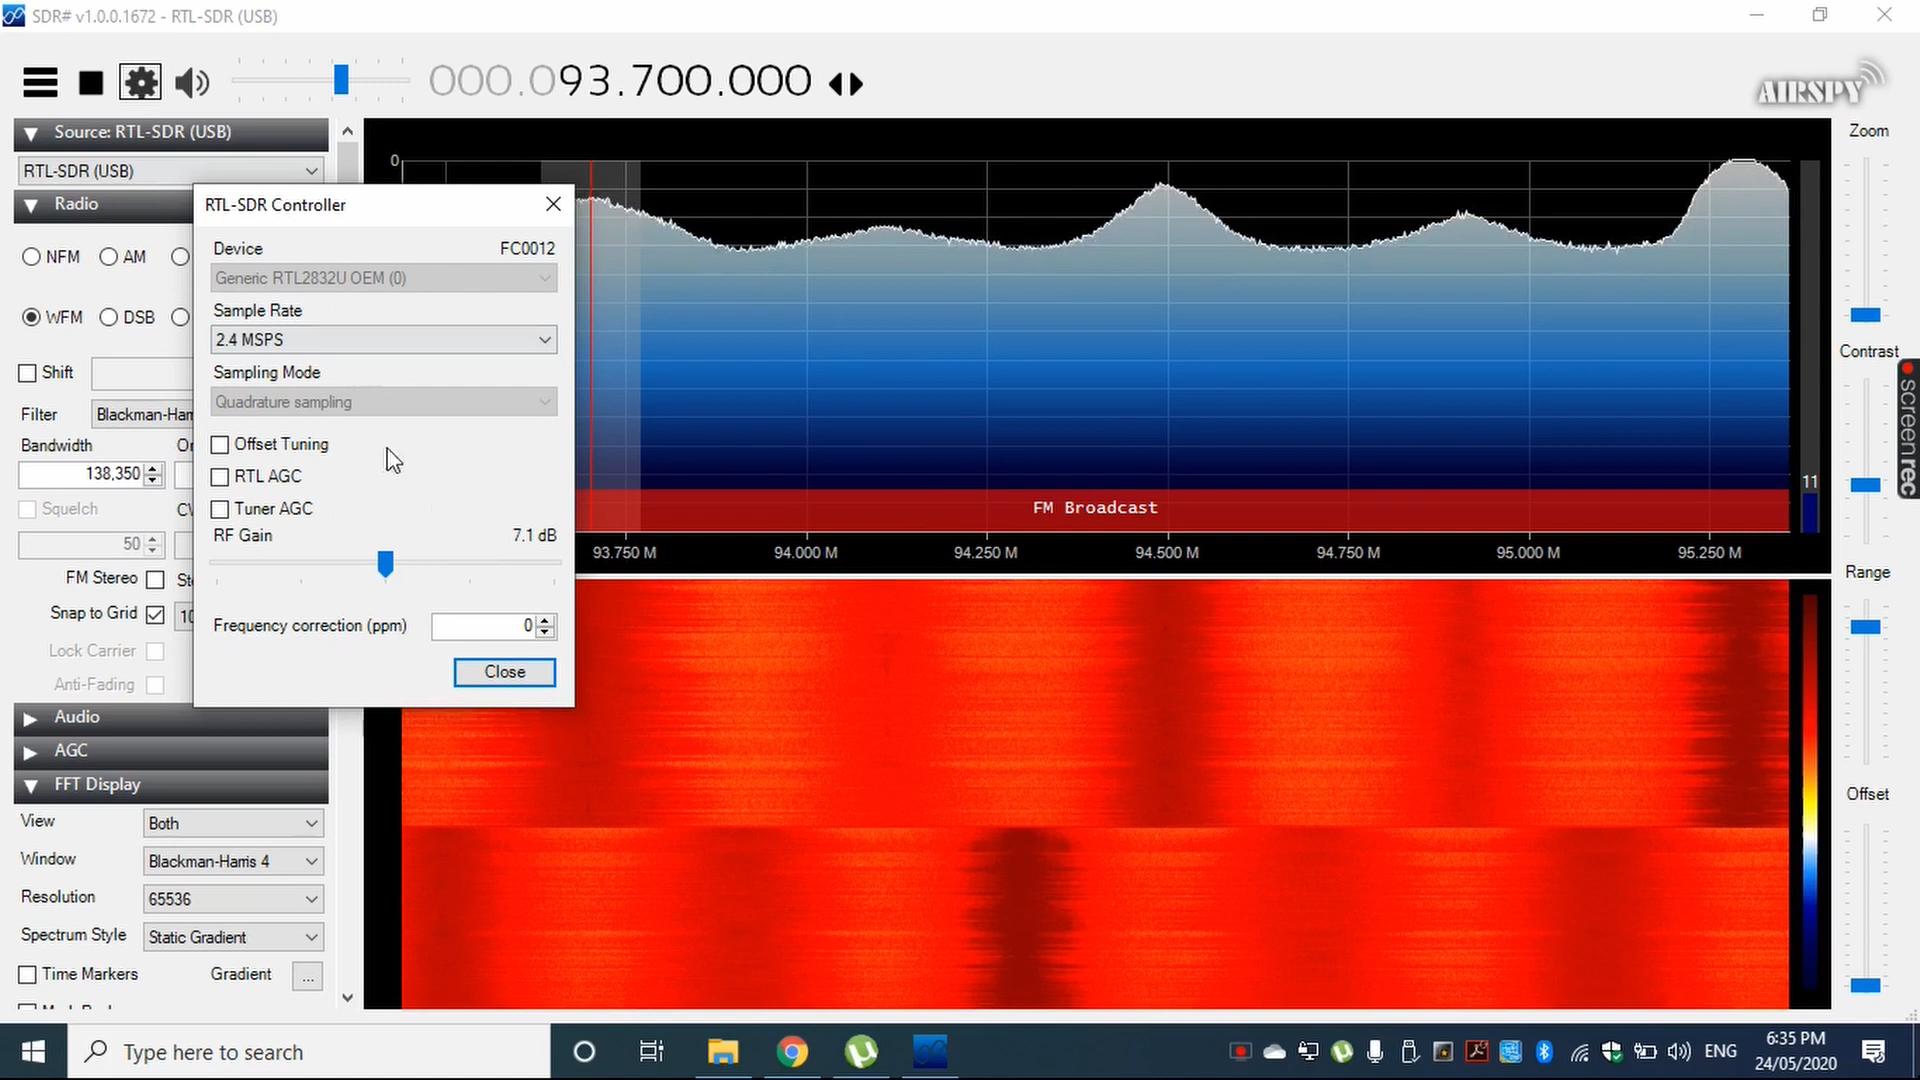 SDR# v1.0.0.1672 - RTL-SDR (USB)
000.093.700.000
AIRSPY
Source: RTL-SDR (USB)
RTL-SDR (USB)
Radio
NFM
AM
WFM
DSB
Shift
Filter
Blackman-Harr
Bandwidth
Or
138,350
Squelch
CW
50
FM Stereo
Ste
Snap to Grid
10
Lock Carrier
Anti-Fading
Audio
AGC
FFT Display
View
Both
Window
Blackman-Harris 4
Resolution
65536
Spectrum Style
Static Gradient
Time Markers
Gradient
...
RTL-SDR Controller
Device
FC0012
Generic RTL2832U OEM (0)
Sample Rate
2.4 MSPS
Sampling Mode
Quadrature sampling
Offset Tuning
RTL AGC
Tuner AGC
RF Gain
7.1 dB
Frequency correction (ppm)
0
Close
0
11
FM Broadcast
93.750 M
94.000 M
94.250 M
94.500 M
94.750 M
95.000 M
95.250 M
Zoom
Contrast
Range
Offset
screenrec
Type here to search
ENG
6:35 PM
24/05/2020